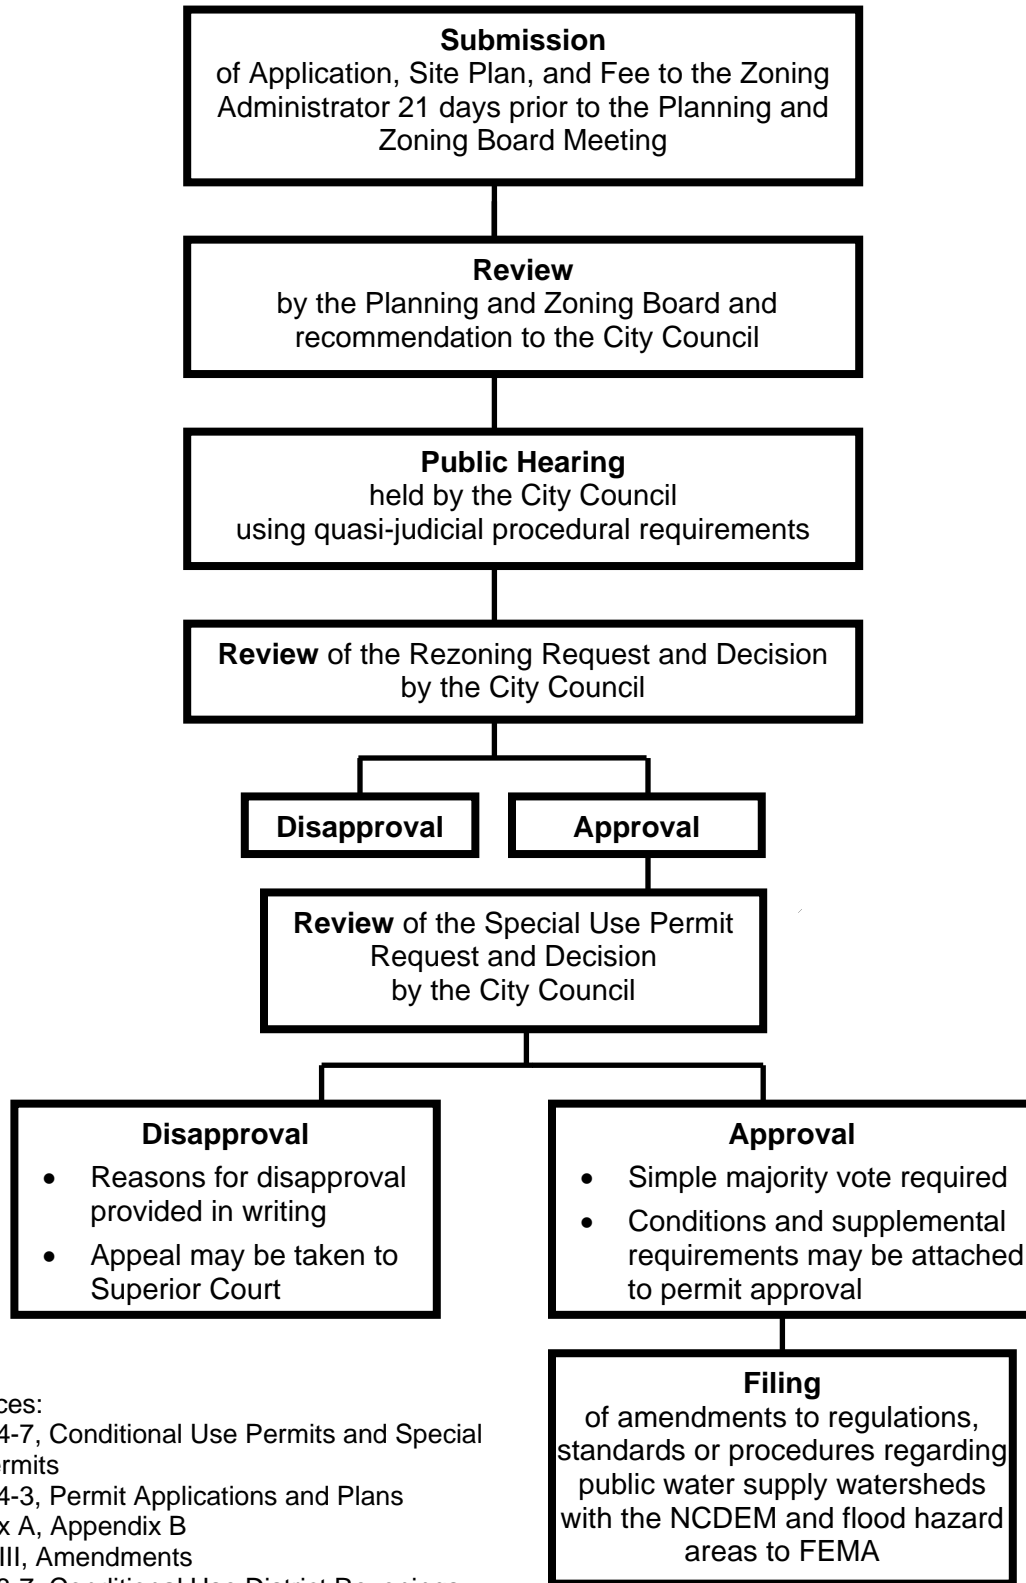 Submission
of Application, Site Plan, and Fee to the Zoning
Administrator 21 days prior to the Planning and
Zoning Board Meeting
Review
by the Planning and Zoning Board and
recommendation to the City Council
Public Hearing
held by the City Council
using quasi-judicial procedural requirements
Review of the Rezoning Request and Decision
by the City Council
Disapproval
Approval
Review of the Special Use Permit
Request and Decision
by the City Council
Disapproval
• Reasons for disapproval
provided in writing
• Appeal may be taken to
Superior Court
Approval
• Simple majority vote required
• Conditions and supplemental
requirements may be attached
to permit approval
Filing
of amendments to regulations,
standards or procedures regarding
public water supply watersheds
with the NCDEM and flood hazard
areas to FEMA
ces:
4-7, Conditional Use Permits and Special
ermits
4-3, Permit Applications and Plans
x A, Appendix B
III, Amendments
Conditional Use District Rezonings